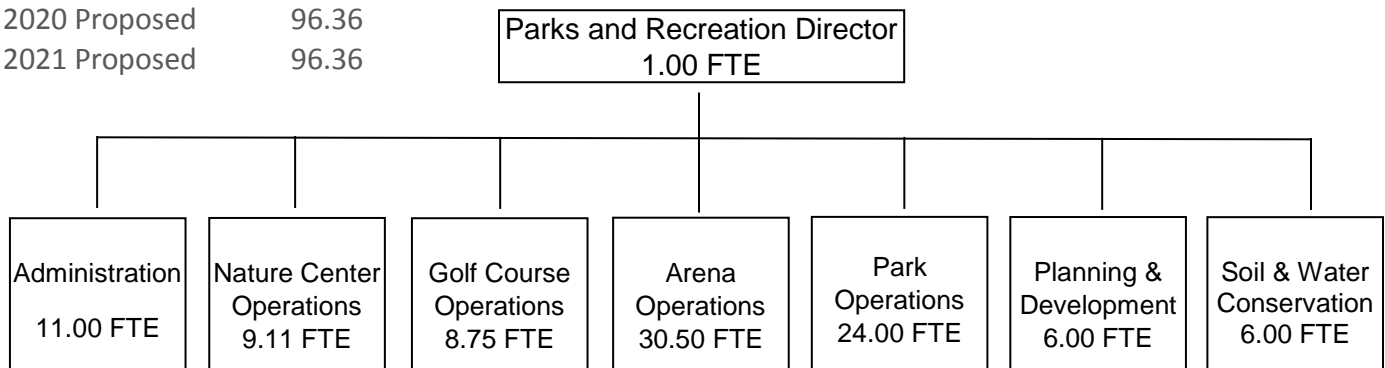 2020 Proposed 96.36
2021 Proposed 96.36
Parks and Recreation Director
1.00 FTE
Administration
11.00 FTE
Nature Center
Operations
9.11 FTE
Golf Course
Operations
8.75 FTE
Arena
Operations
30.50 FTE
Park
Operations
24.00 FTE
Planning &
Development
6.00 FTE
Soil & Water
Conservation
6.00 FTE